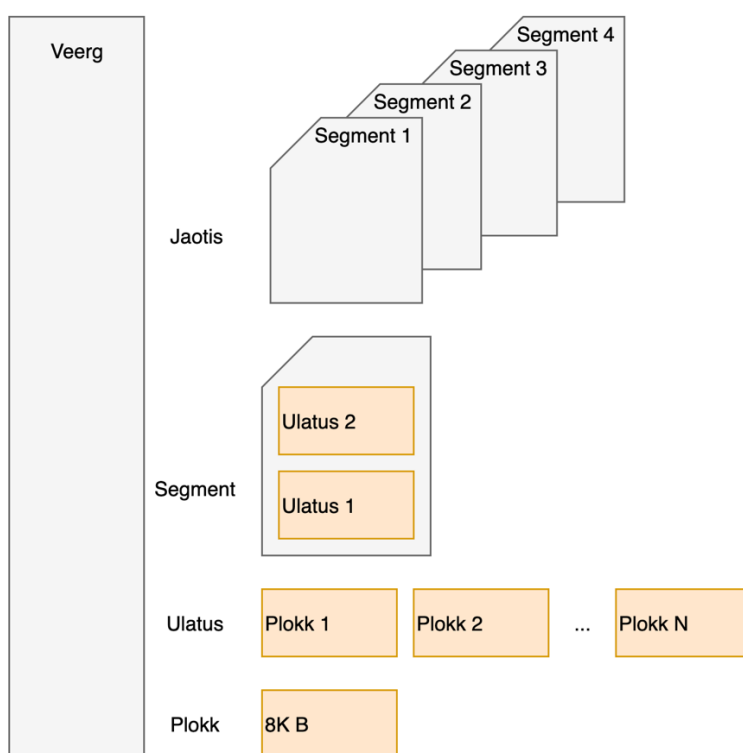 Veerg
Segment 4
Segment 3
Segment 2
Segment 1
Jaotis
Ulatus 2
Segment
Ulatus 1
Ulatus
Plokk 1
Plokk 2
...
Plokk N
Plokk
8K B